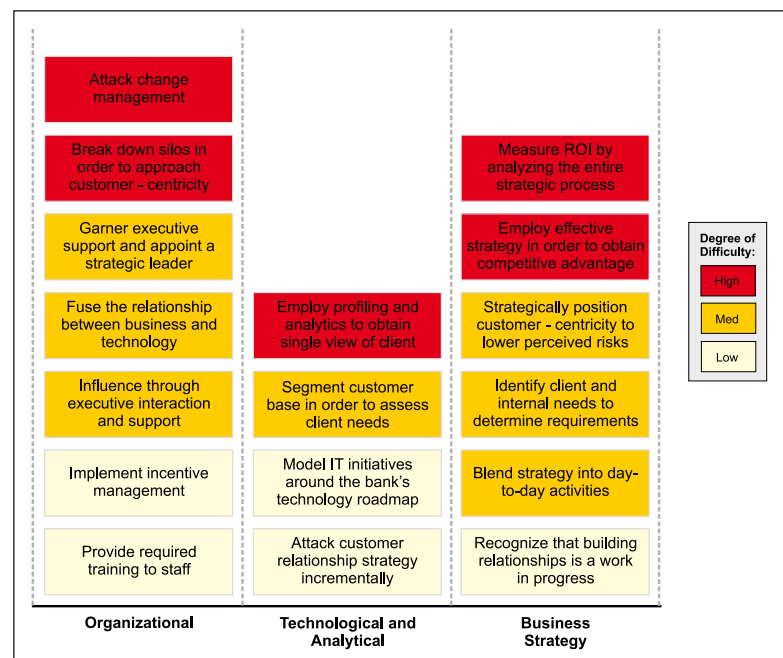 Attack change
management
Break down silos in
order to approach
customer - centricity
Garner executive
support and appoint a
strategic leader
Fuse the relationship
between business and
technology
Influence through
executive interaction
and support
Implement incentive
management
Provide required
training to staff
Organizational
Employ profiling and
analytics to obtain
single view of client
Segment customer
base in order to assess
client needs
Model IT initiatives
around the bank's
technology roadmap
Attack customer
relationship strategy
incrementally
Technological and
Analytical
Measure ROI by
analyzing the entire
strategic process
Employ effective
strategy in order to obtain
competitive advantage
Strategically position
customer - centricity to
lower perceived risks
Identify client and
internal needs to
determine requirements
Blend strategy into day-
to-day activities
Recognize that building
relationships is a work
in progress
Business
Strategy
Degree of
Difficulty:
High
Med
Low